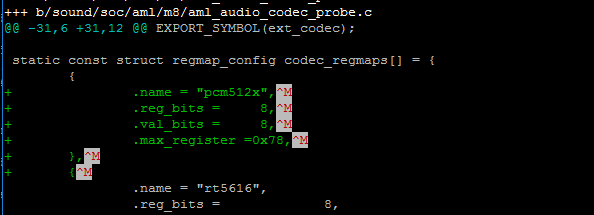 +++ b/sound/soc/aml/m8/aml_audio_codec_probe.c
@@ -31,6 +31,12 @@ EXPORT_SYMBOL(ext_codec);
static const struct regmap_config codec_regmaps[] = {
{
+ .name = "pcm512x",^M
+ .reg_bits = 8,^M
+ .val_bits = 8,^M
+ .max_register =0x78,^M
+ },^M
+ {^M
.name = "rt5616",
.reg_bits = 8,